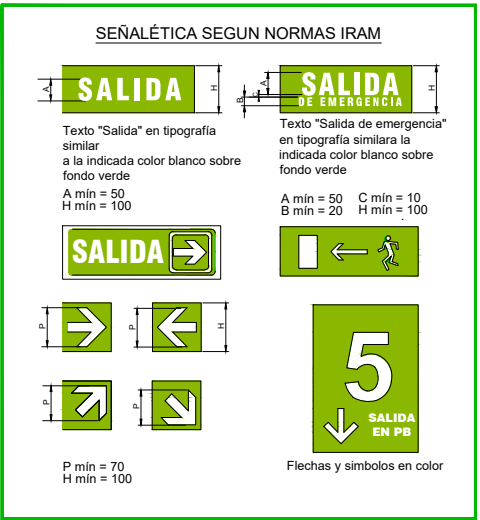 SEÑALÉTICA SEGUN NORMAS IRAM
A
SALIDA
H
A
C
B
SALIDA
DE EMERGENCIA
H
Texto "Salida" en tipografía
similar
a la indicada color blanco sobre
fondo verde
A mín = 50
H mín = 100
Texto "Salida de emergencia"
en tipografía similara la
indicada color blanco sobre
fondo verde
A mín = 50 C mín = 10
B mín = 20 H mín = 100
SALIDA
P
P
H
P
P
P mín = 70
H mín = 100
5
SALIDA
EN PB
Flechas y simbolos en color